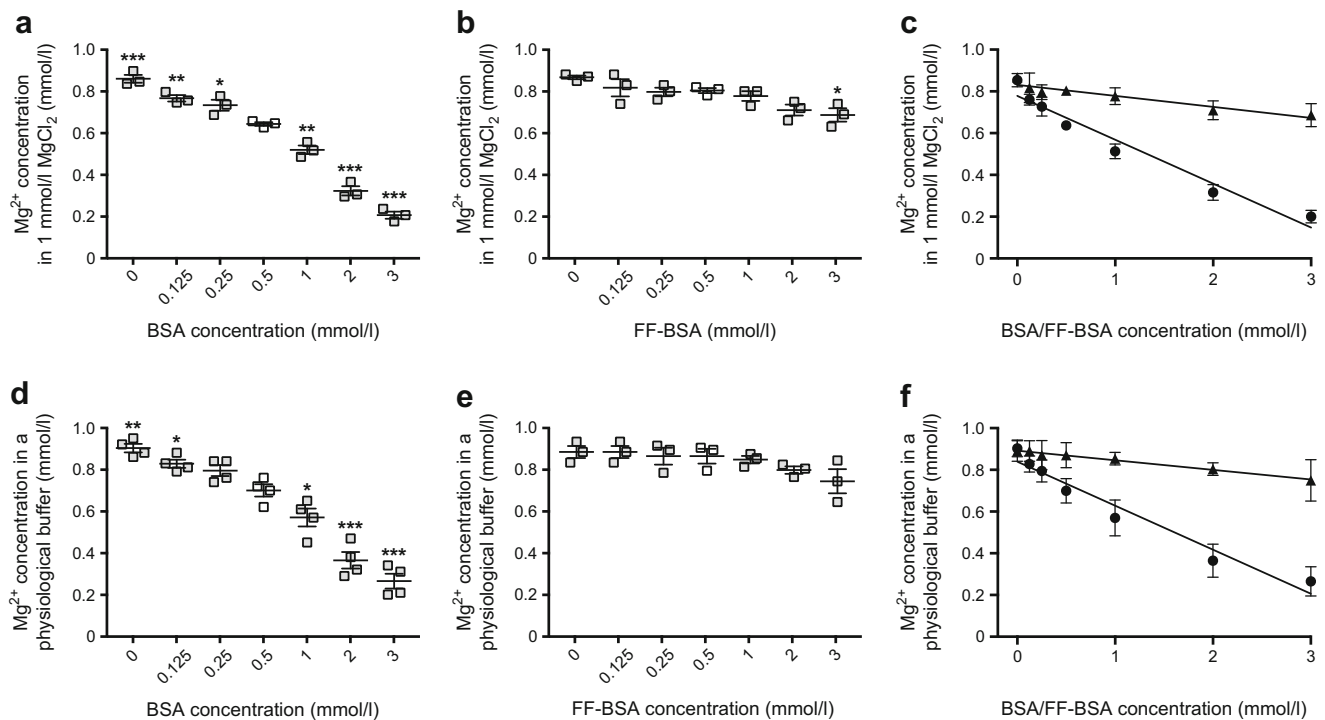 a
Mg2+ concentration
in 1 mmol/l MgCl2 (mmol/l)
1.0
0.8
0.6
0.4
0.2
0
***
**
*
**
***
***
0
0.125
0.25
0.5
1
2
3
BSA concentration (mmol/l)
b
Mg2+ concentration
in 1 mmol/l MgCl2 (mmol/l)
1.0
0.8
0.6
0.4
0.2
0
*
0
0.125
0.25
0.5
1
2
3
FF-BSA (mmol/l)
c
Mg2+ concentration
in 1 mmol/l MgCl2 (mmol/l)
1.0
0.8
0.6
0.4
0.2
0
0 1 2 3
BSA/FF-BSA concentration (mmol/l)
d
Mg2+ concentration in a
physiological buffer (mmol/l)
1.0
0.8
0.6
0.4
0.2
0
**
*
*
***
***
0
0.125
0.25
0.5
1
2
3
BSA concentration (mmol/l)
e
Mg2+ concentration in a
physiological buffer (mmol/l)
1.0
0.8
0.6
0.4
0.2
0
0
0.125
0.25
0.5
1
2
3
FF-BSA concentration (mmol/l)
f
Mg2+ concentration in a
physiological buffer (mmol/l)
1.0
0.8
0.6
0.4
0.2
0
0 1 2 3
BSA/FF-BSA concentration (mmol/l)